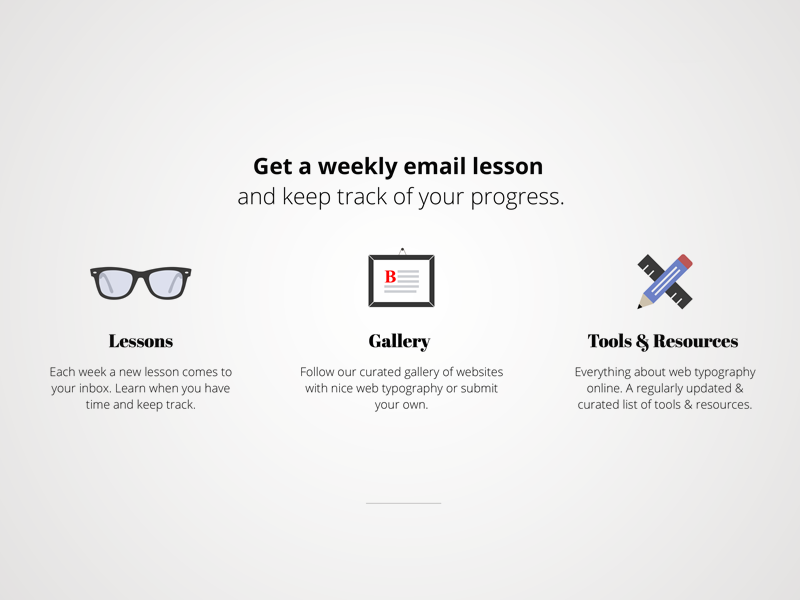 Get a weekly email lesson
and keep track of your progress.
B
Lessons
Each week a new lesson comes to
your inbox. Learn when you have
time and keep track.
Gallery
Follow our curated gallery of websites
with nice web typography or submit
your own.
Tools & Resources
Everything about web typography
online. A regularly updated &
curated list of tools & resources.